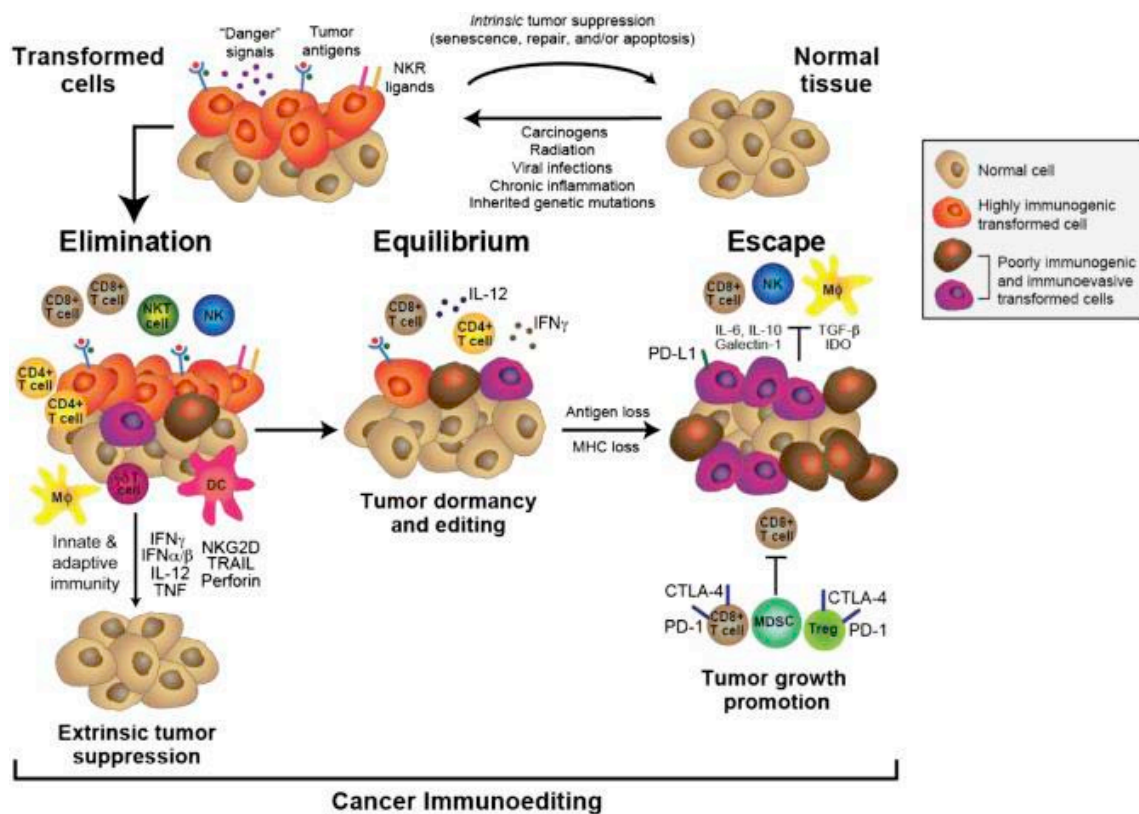 Transformed
cells
"Danger"
signals
Tumor
antigens
NKR
ligands
Intrinsic tumor suppression
(senescence, repair, and/or apoptosis)
Normal
tissue
Carcinogens
Radiation
Viral infections
Chronic inflammation
Inherited genetic mutations
Normal cell
Highly immunogenic
transformed cell
Poorly immunogenic
and immunoevasive
transformed cells
Elimination
CD8+
T cell
CD8+
T cell
NKT
cell
NK
CD4+
T cell
CD4+
T cell
Mϕ
γδ T
cell
DC
Innate &
adaptive
immunity
IFNγ
IFNα/β
IL-12
TNF
NKG2D
TRAIL
Perforin
Extrinsic tumor
suppression
Equilibrium
CD8+
T cell
IL-12
CD4+
T cell
IFNγ
Tumor dormancy
and editing
Antigen loss
MHC loss
Escape
CD8+
T cell
NK
Mϕ
IL-6, IL-10
Galectin-1
TGF-β
IDO
PD-L1
CD8+
T cell
CTLA-4
PD-1
CD8+
T cell
MDSC
Treg
CTLA-4
PD-1
Tumor growth
promotion
Cancer Immunoediting